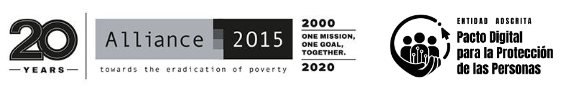 20
YEARS
Alliance 2015
towards the eradication of poverty
2000
ONE MISSION,
ONE GOAL,
TOGETHER.
2020
ENTIDAD ADSCRITA
Pacto Digital
para la Protección
de las Personas